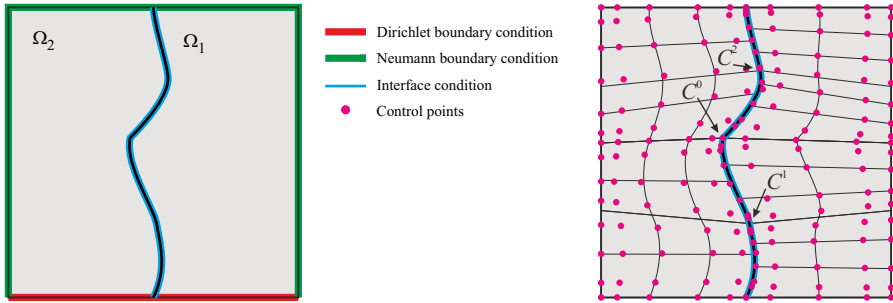 Ω₂
Ω₁
Dirichlet boundary condition
Neumann boundary condition
Interface condition
Control points
C²
C⁰
C¹